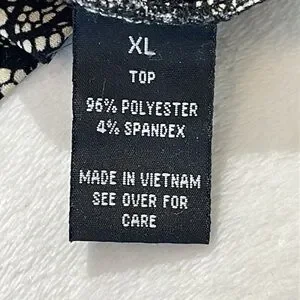 XL
TOP
96% POLYESTER
4% SPANDEX
MADE IN VIETNAM
SEE OVER FOR
CARE